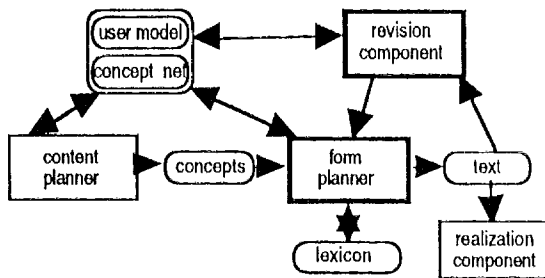 user model
concept net
revision
component
content
planner
concepts
form
planner
text
lexicon
realization
component